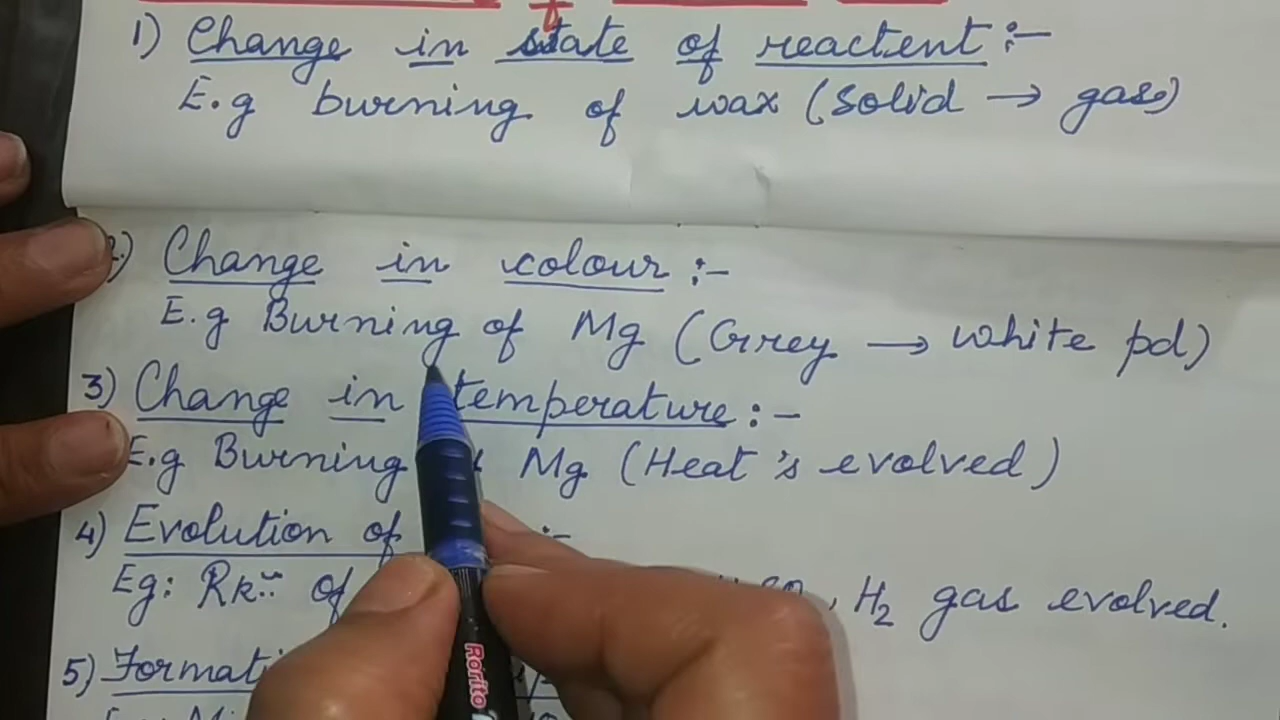 1) Change in state of reactent :-
E.g burning of wax (Solid → gas)
2) Change in colour :-
E.g Burning of Mg (Grey → white pd)
3) Change in temperature :-
E.g Burning Mg (Heat's evolved)
4) Evolution of :-
Eg: Rk.. of , H2 gas evolved.
5)
Rorito